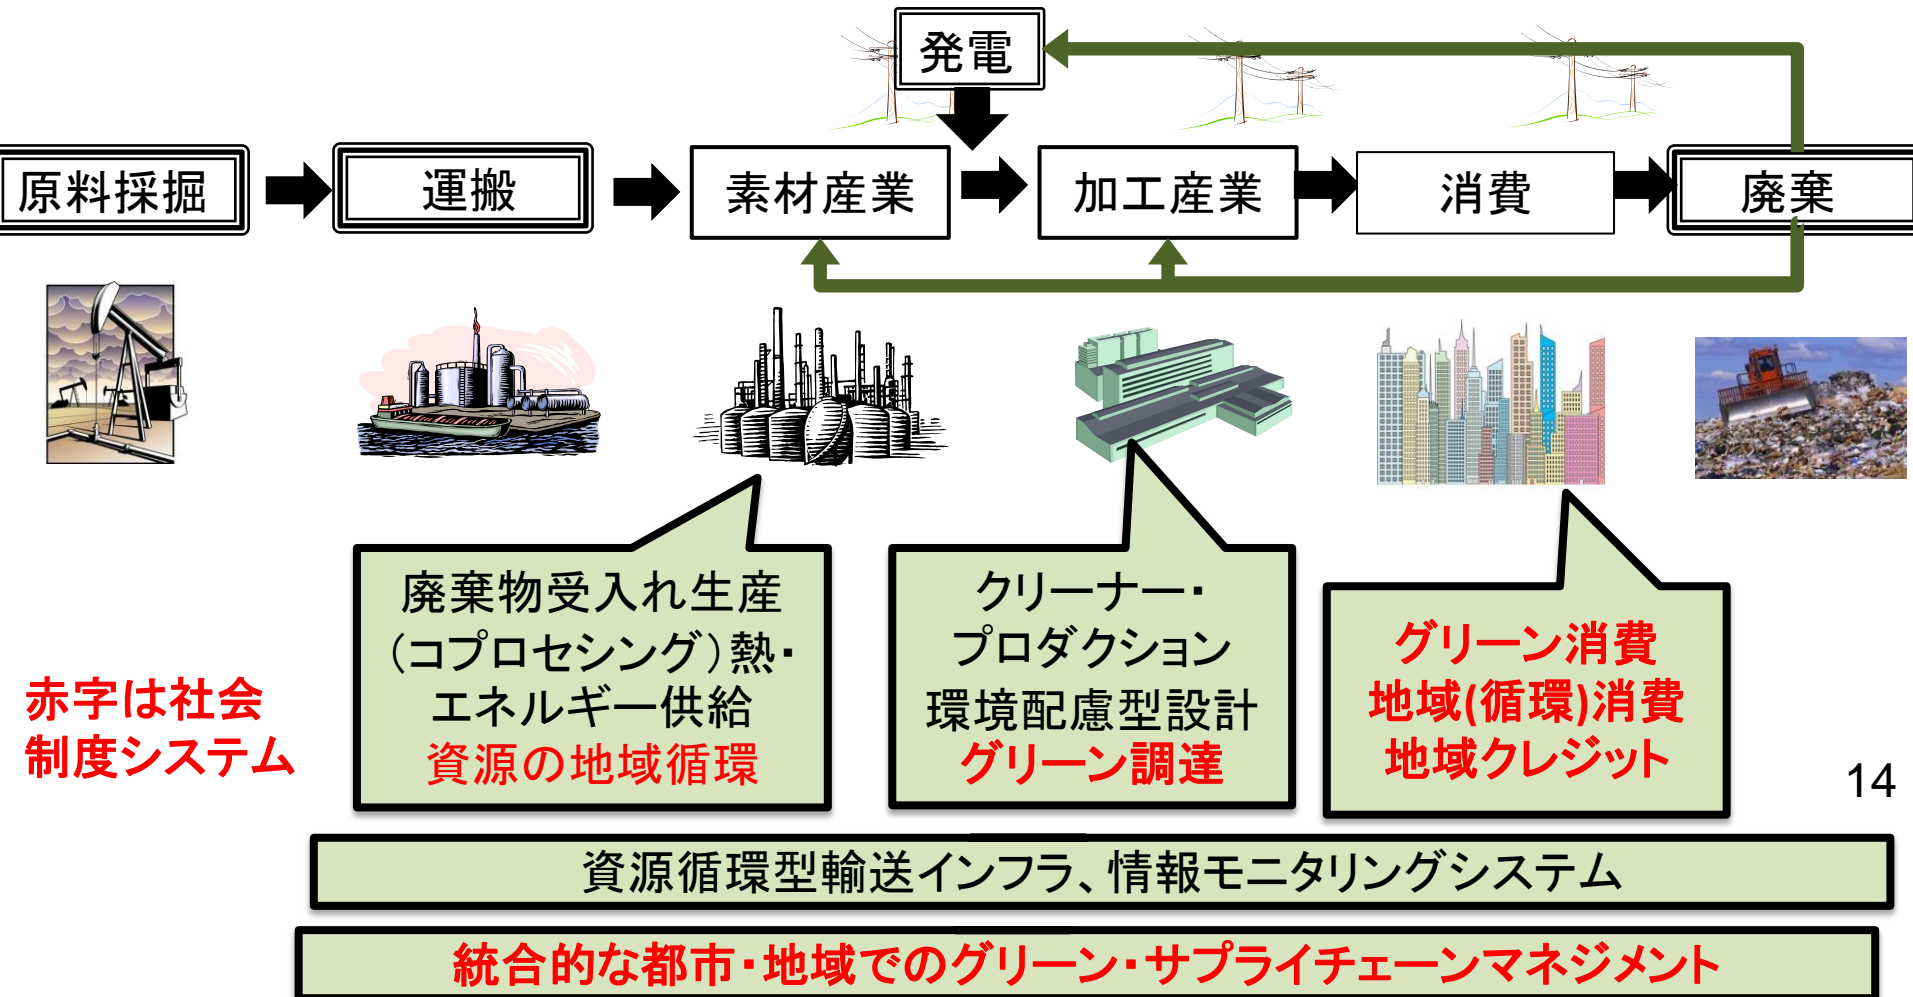 発電
原料採掘
運搬
素材産業
加工産業
消費
廃棄
廃棄物受入れ生産
(コプロセシング)熱・
エネルギー供給
資源の地域循環
クリーナー・
プロダクション
環境配慮型設計
グリーン調達
グリーン消費
地域(循環)消費
地域クレジット
赤字は社会
制度システム
14
資源循環型輸送インフラ、情報モニタリングシステム
統合的な都市・地域でのグリーン・サプライチェーンマネジメント